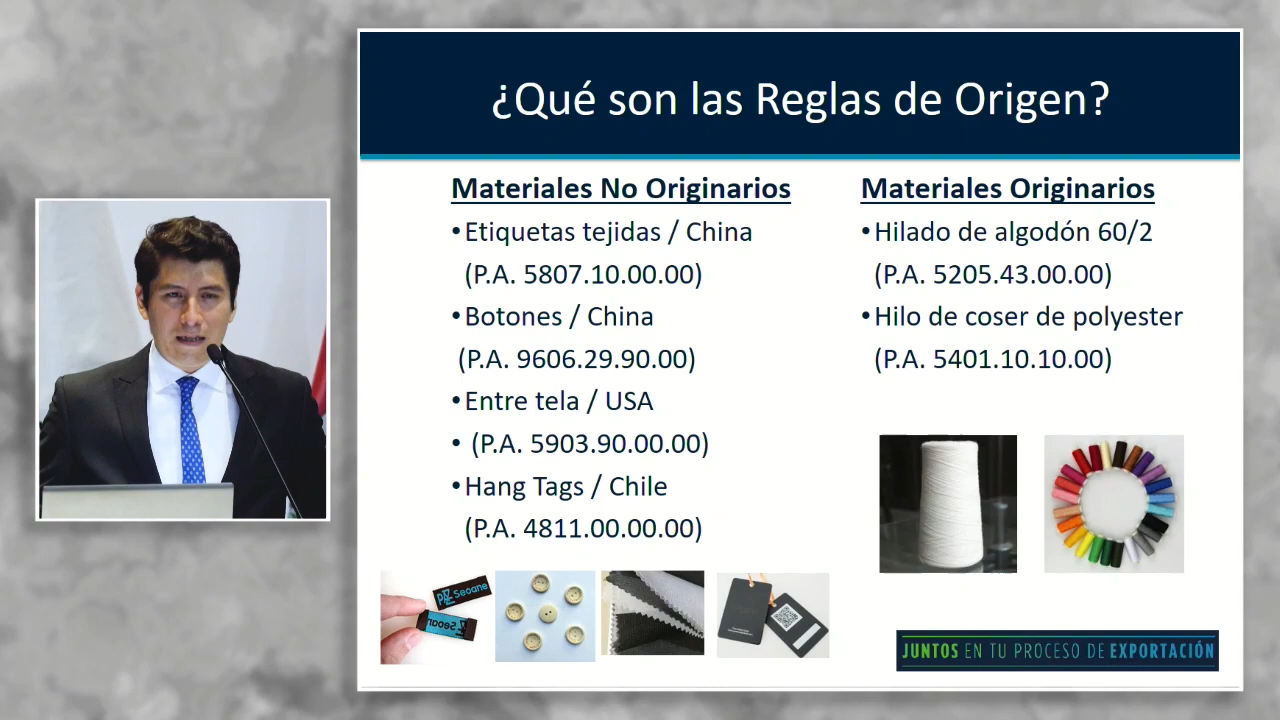 ¿Qué son las Reglas de Origen?
Materiales No Originarios
•Etiquetas tejidas / China
(P.A. 5807.10.00.00)
•Botones / China
(P.A. 9606.29.90.00)
•Entre tela / USA
• (P.A. 5903.90.00.00)
•Hang Tags / Chile
(P.A. 4811.00.00.00)
Materiales Originarios
•Hilado de algodón 60/2
(P.A. 5205.43.00.00)
•Hilo de coser de polyester
(P.A. 5401.10.10.00)
Seoane
JUNTOS EN TU PROCESO DE EXPORTACIÓN